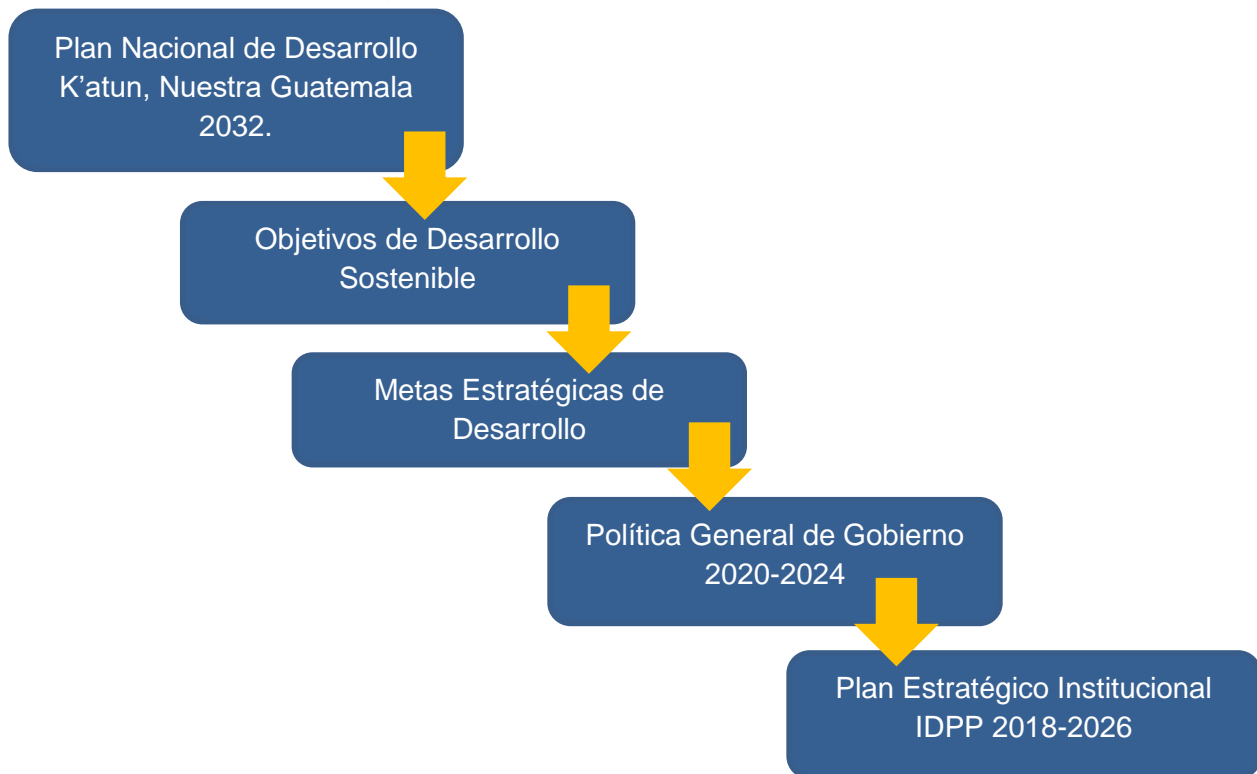 Plan Nacional de Desarrollo
K’atun, Nuestra Guatemala
2032.
Objetivos de Desarrollo
Sostenible
Metas Estratégicas de
Desarrollo
Política General de Gobierno
2020-2024
Plan Estratégico Institucional
IDPP 2018-2026